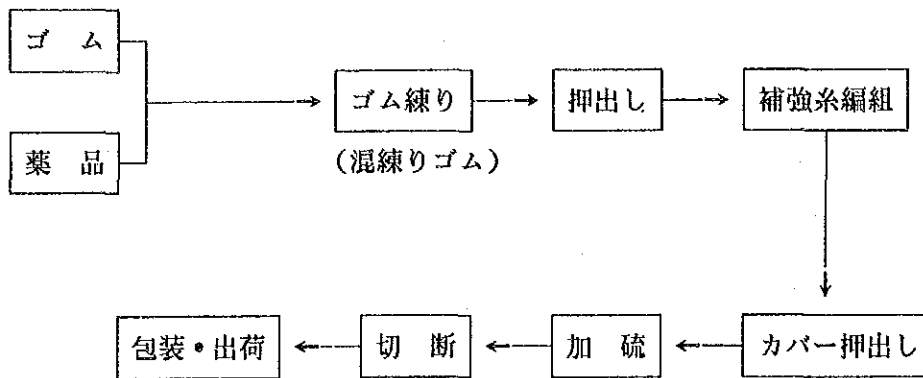 ゴム
薬品
ゴム練り
(混練りゴム)
押出し
補強糸編組
カバー押出し
加硫
切断
包装・出荷